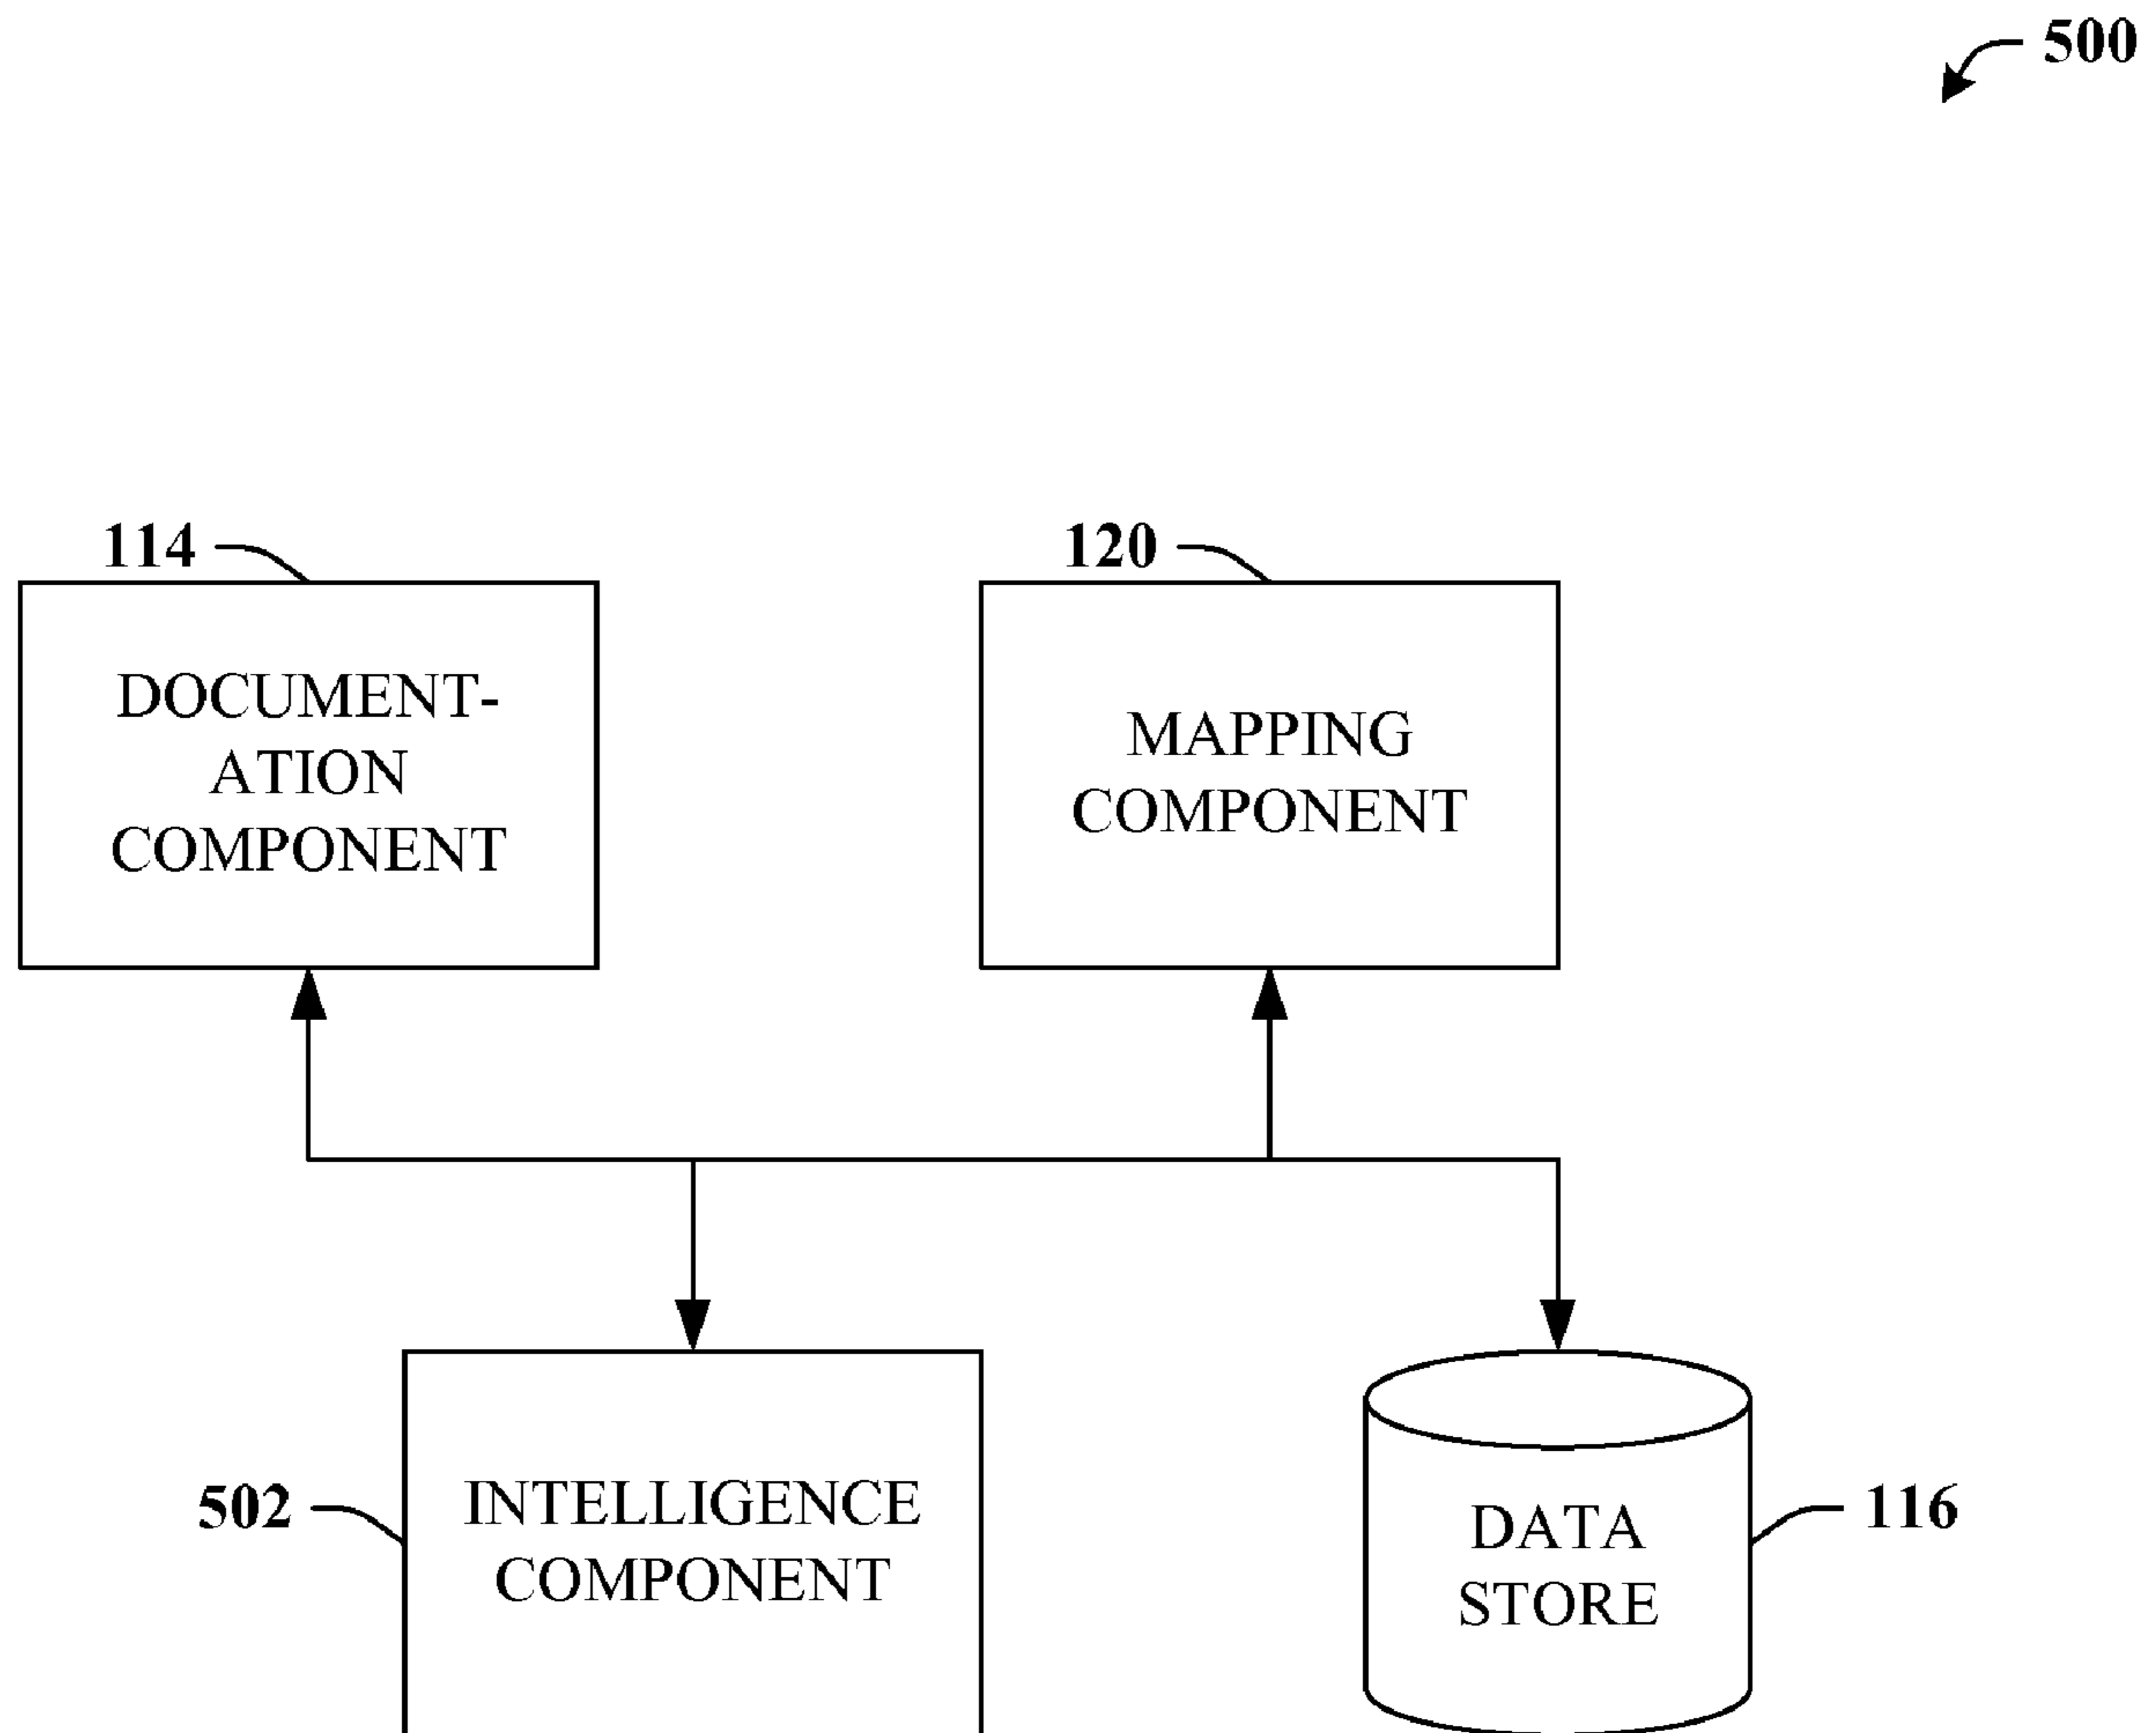 500
114
120
DOCUMENT-
ATION
COMPONENT
MAPPING
COMPONENT
502
INTELLIGENCE
COMPONENT
DATA
STORE
116